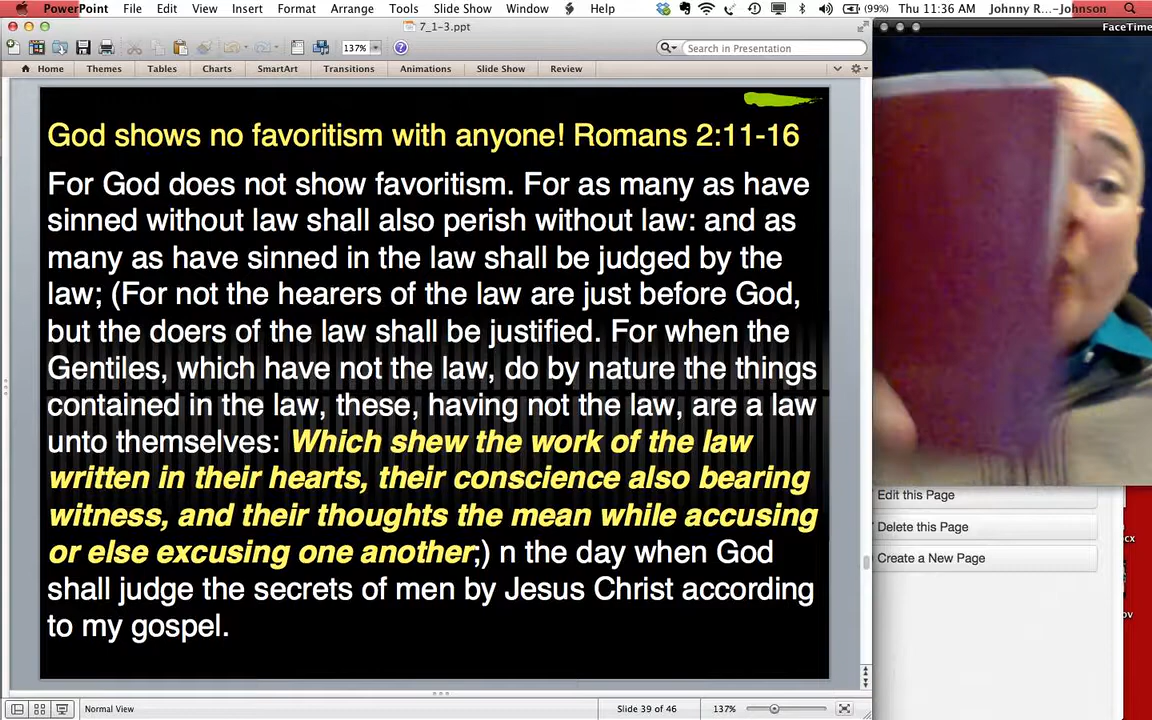 PowerPoint File Edit View Insert Format Arrange Tools Slide Show Window Help (99%) Thu 11:36 AM Johnny R...–Johnson
7_1–3.ppt
FaceTime
137% Search in Presentation
Home Themes Tables Charts SmartArt Transitions Animations Slide Show Review
God shows no favoritism with anyone! Romans 2:11-16
For God does not show favoritism. For as many as have
sinned without law shall also perish without law: and as
many as have sinned in the law shall be judged by the
law; (For not the hearers of the law are just before God,
but the doers of the law shall be justified. For when the
Gentiles, which have not the law, do by nature the things
contained in the law, these, having not the law, are a law
unto themselves: Which shew the work of the law
written in their hearts, their conscience also bearing
witness, and their thoughts the mean while accusing
or else excusing one another;) n the day when God
shall judge the secrets of men by Jesus Christ according
to my gospel.
Edit this Page
Delete this Page
Create a New Page
cx
ov
Normal View Slide 39 of 46 137%